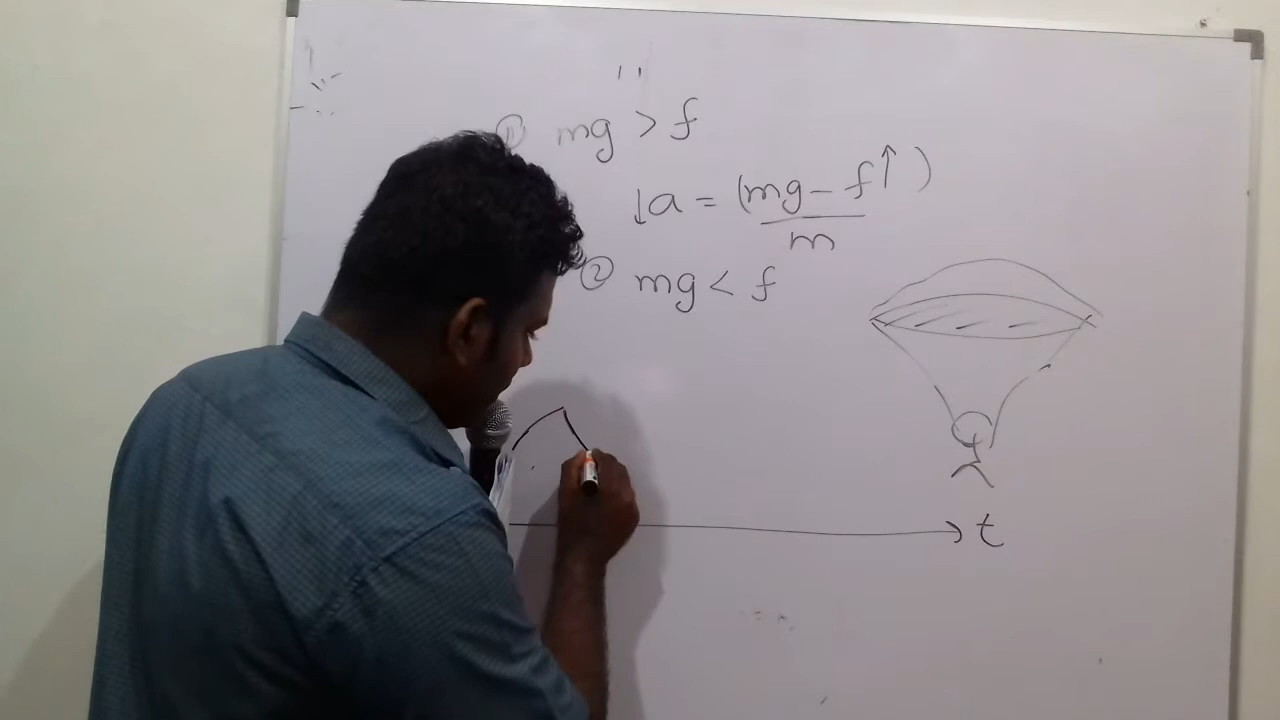 ① mg > f
↓a = (mg - f↑)
m
② mg < f
t